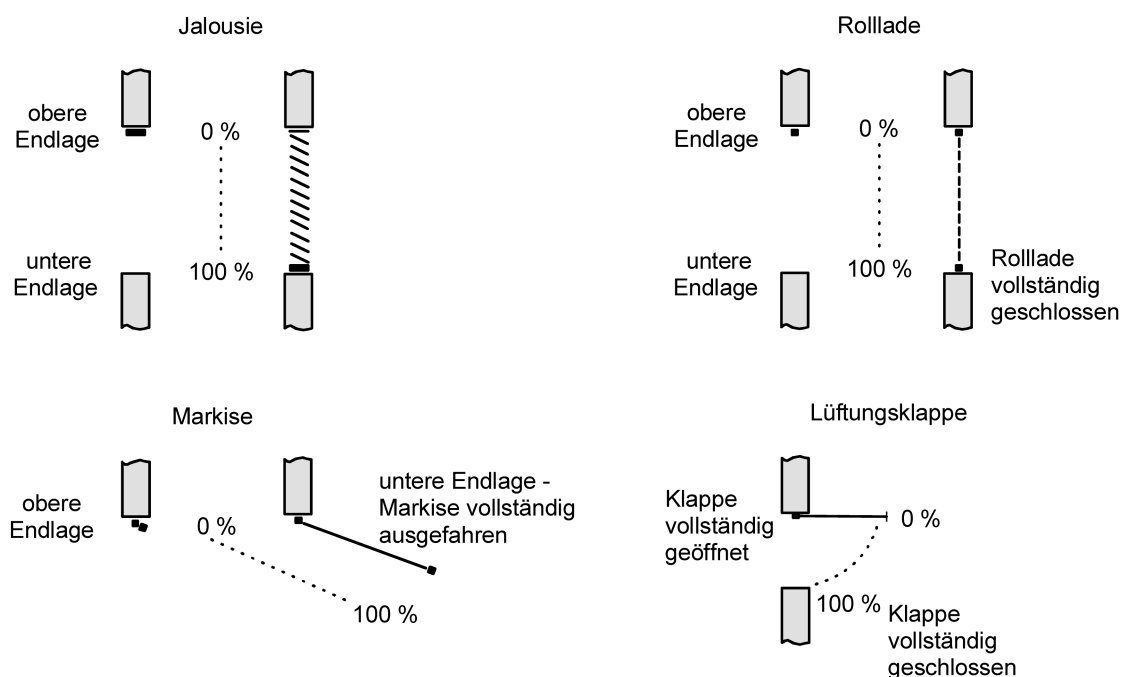 Jalousie
obere
Endlage
0 %
untere
Endlage
100 %
Rolllade
obere
Endlage
0 %
untere
Endlage
100 %
Rolllade
vollständig
geschlossen
Markise
obere
Endlage
0 %
100 %
untere Endlage -
Markise vollständig
ausgefahren
Lüftungsklappe
Klappe
vollständig
geöffnet
0 %
100 %
Klappe
vollständig
geschlossen